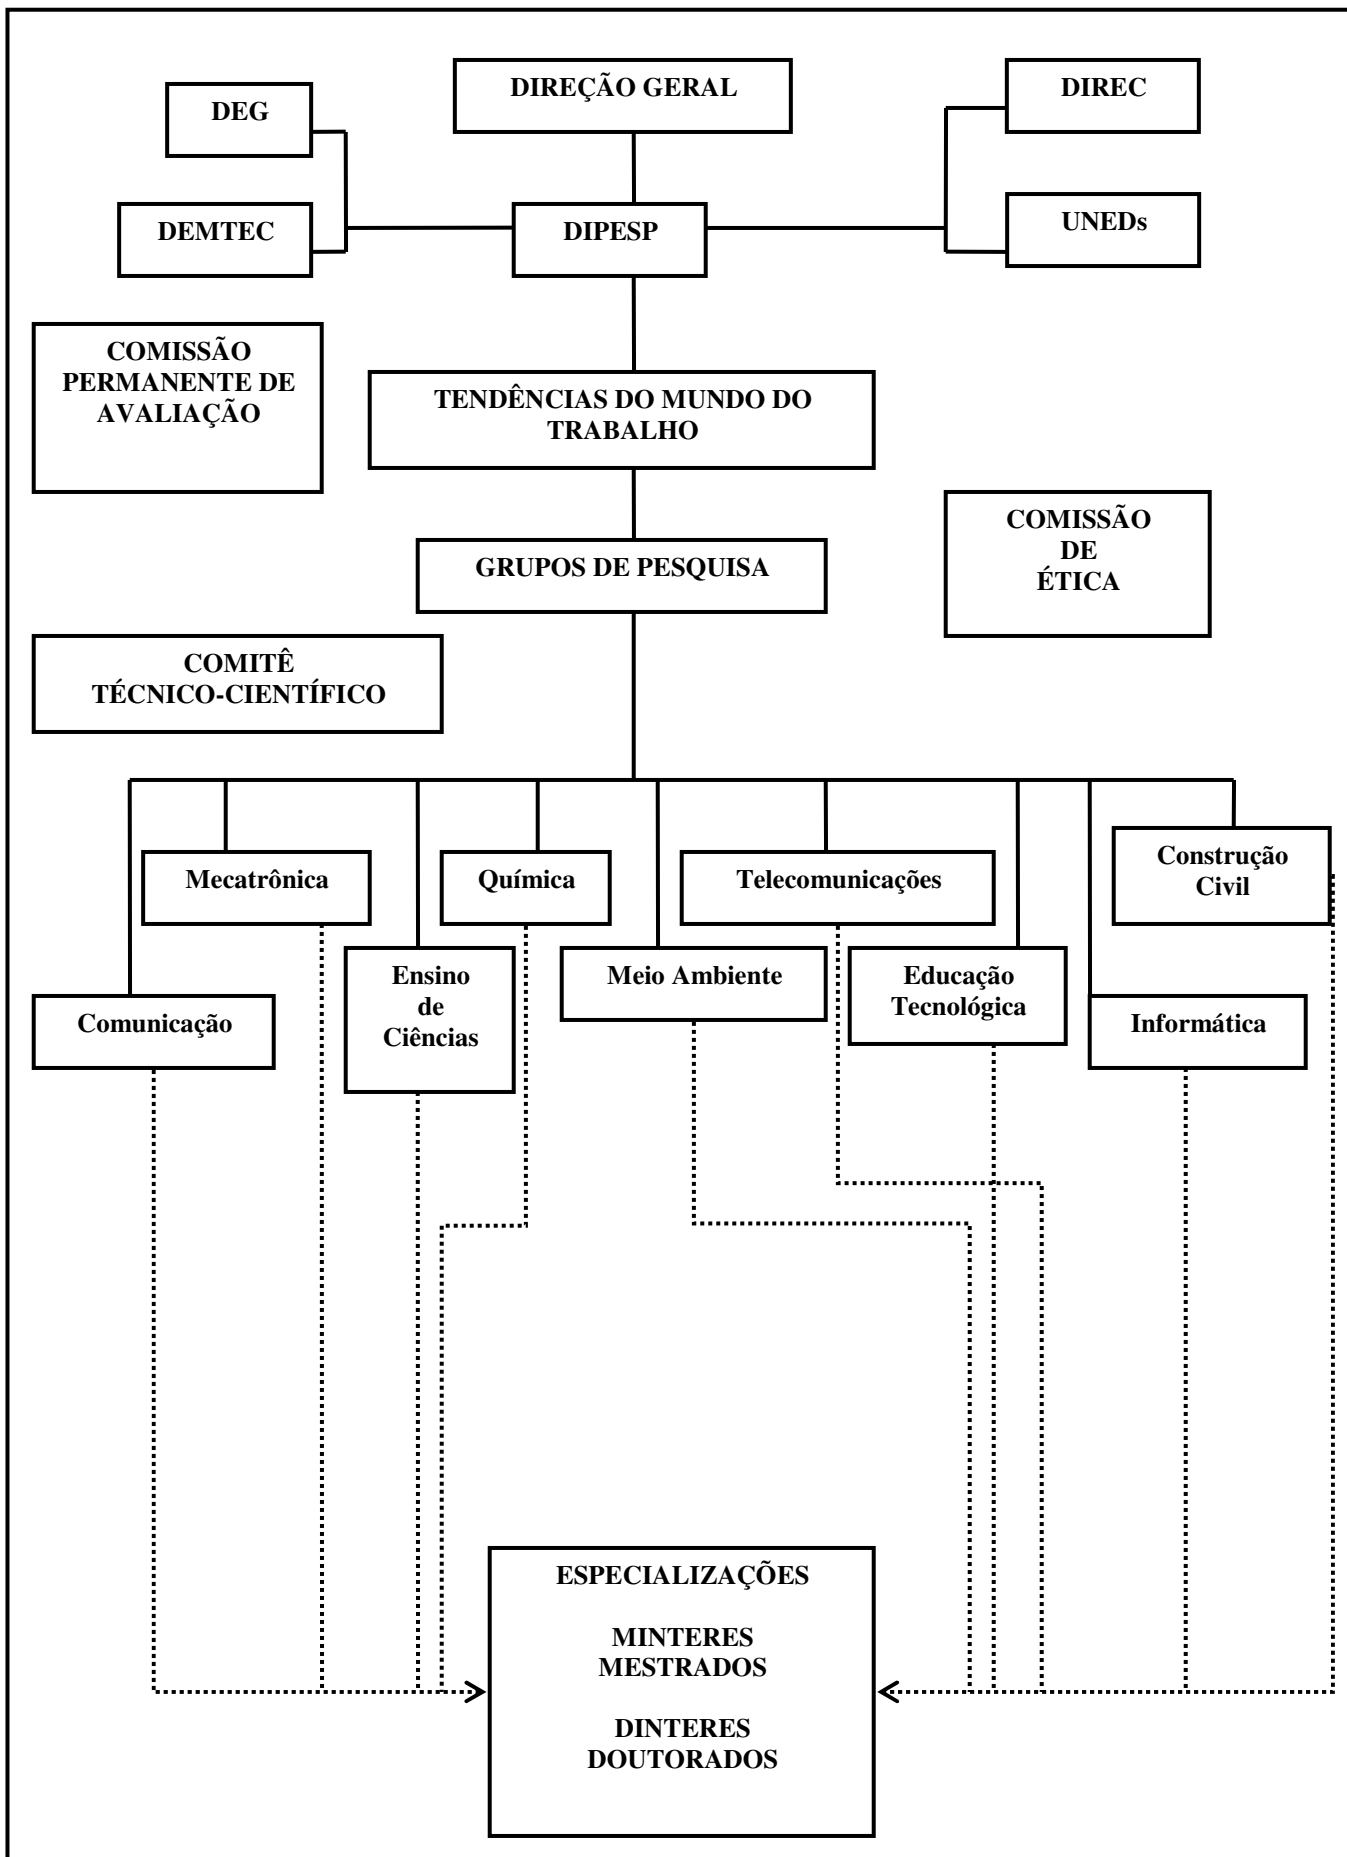 DIREÇÃO GERAL
DIREC
DEG
DEMTEC
DIPESP
UNEDs
COMISSÃO
PERMANENTE DE
AVALIAÇÃO
TENDÊNCIAS DO MUNDO DO
TRABALHO
COMISSÃO
DE
ÉTICA
GRUPOS DE PESQUISA
COMITÊ
TÉCNICO-CIENTÍFICO
Mecatrônica
Química
Telecomunicações
Construção
Civil
Comunicação
Ensino
de
Ciências
Meio Ambiente
Educação
Tecnológica
Informática
ESPECIALIZAÇÕES
MINTERES
MESTRADOS
DINTERES
DOUTORADOS